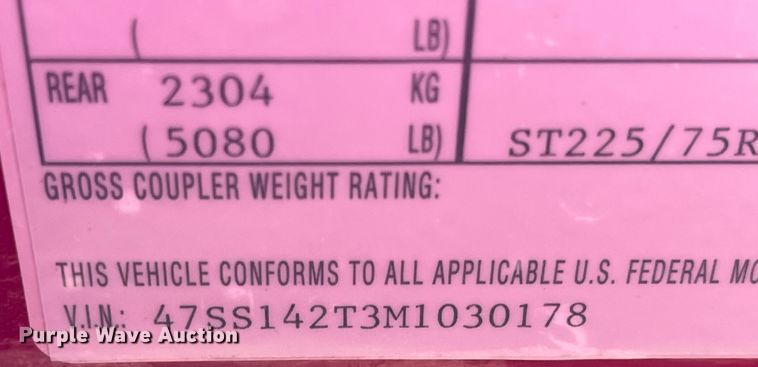 ( LB)
REAR 2304 KG
(5080 LB) ST225/75R
GROSS COUPLER WEIGHT RATING:
THIS VEHICLE CONFORMS TO ALL APPLICABLE U.S. FEDERAL MO
V.I.N: 47SS142T3M1030178
Purple Wave Auction